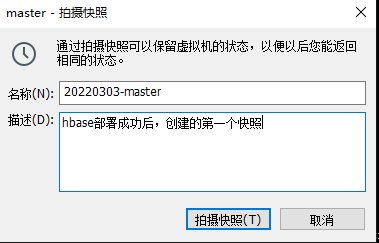 master - 拍摄快照
通过拍摄快照可以保留虚拟机的状态，以便以后您能返回
相同的状态。
名称(N): 20220303-master
描述(D): hbase部署成功后，创建的第一个快照
拍摄快照(T) 取消